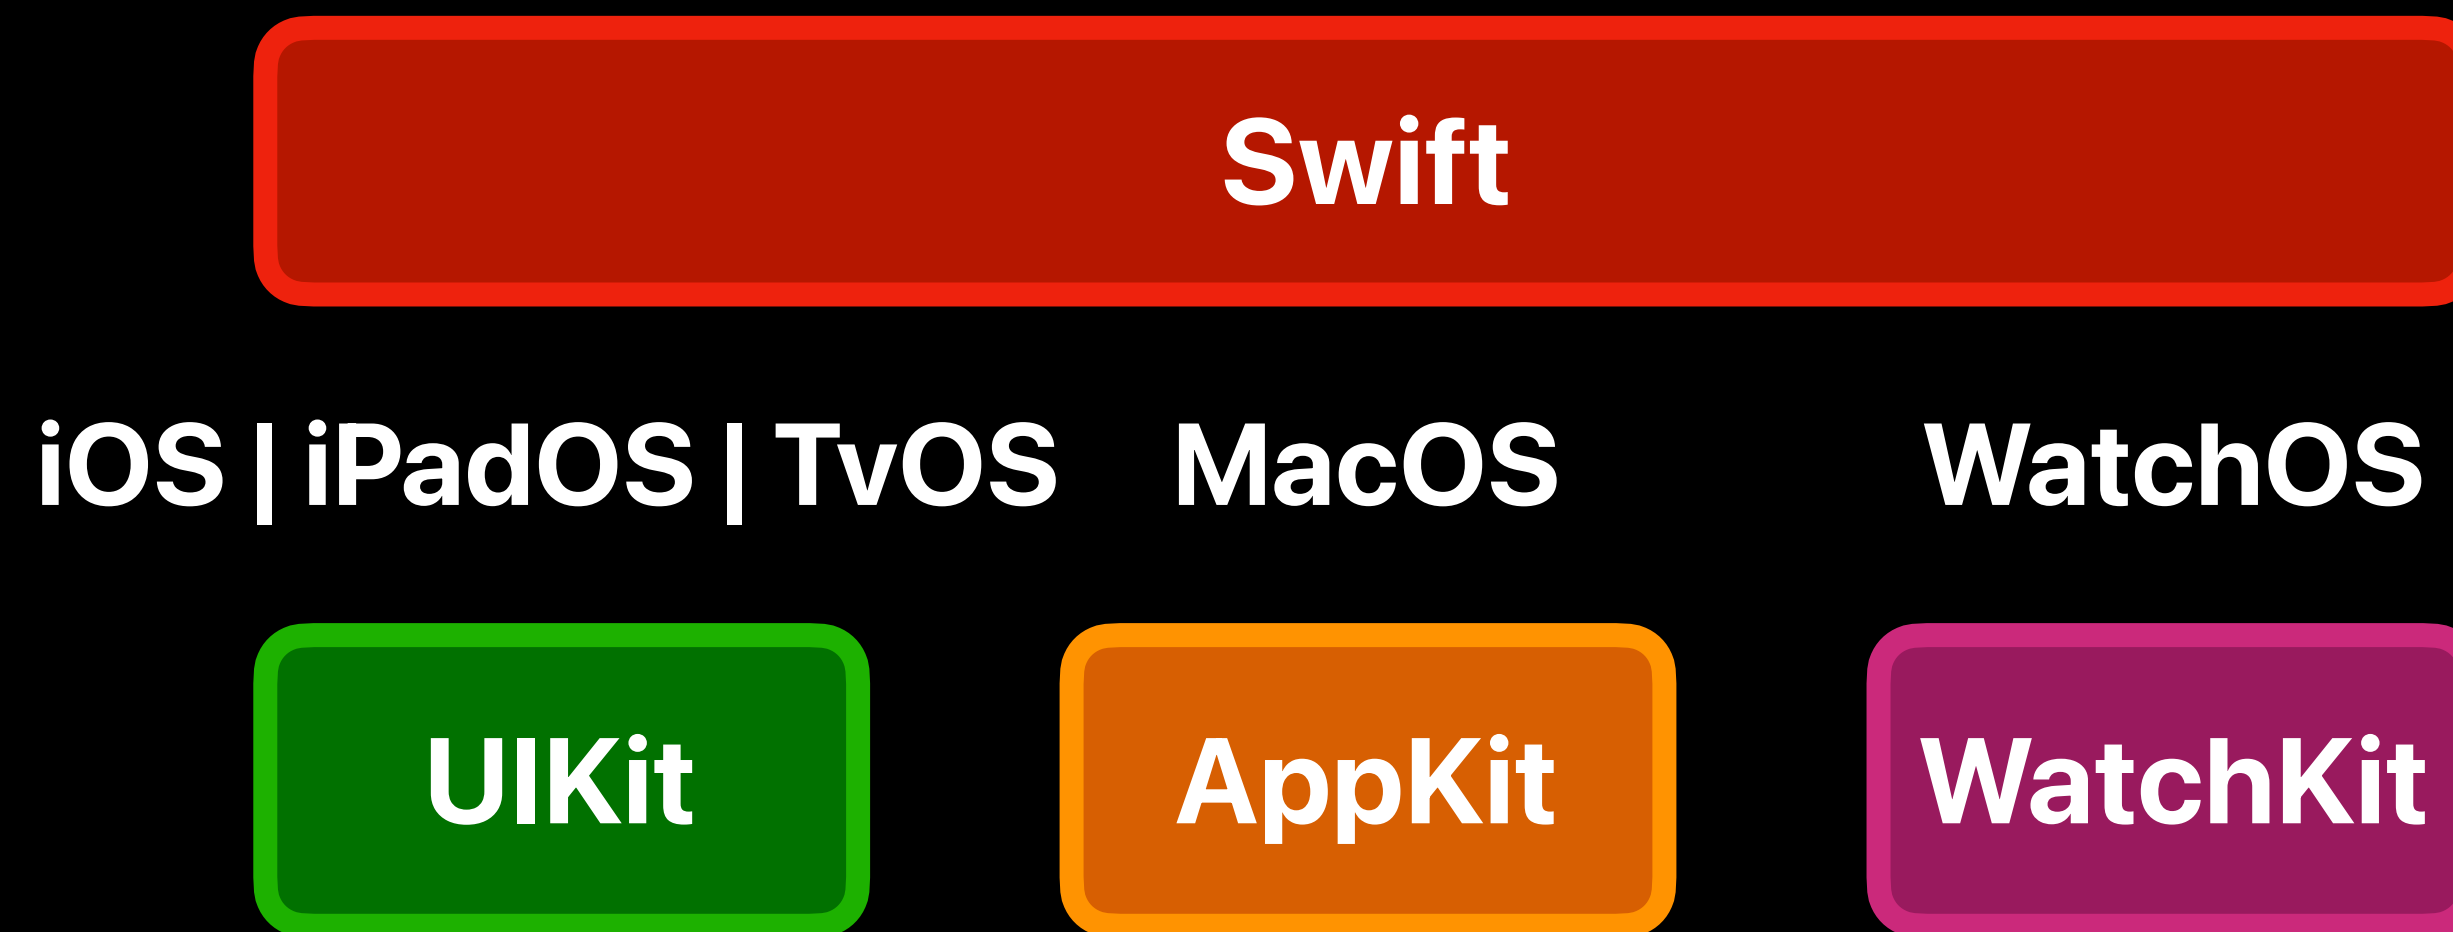 Swift
iOS | iPadOS | TvOS MacOS WatchOS
UIKit AppKit WatchKit